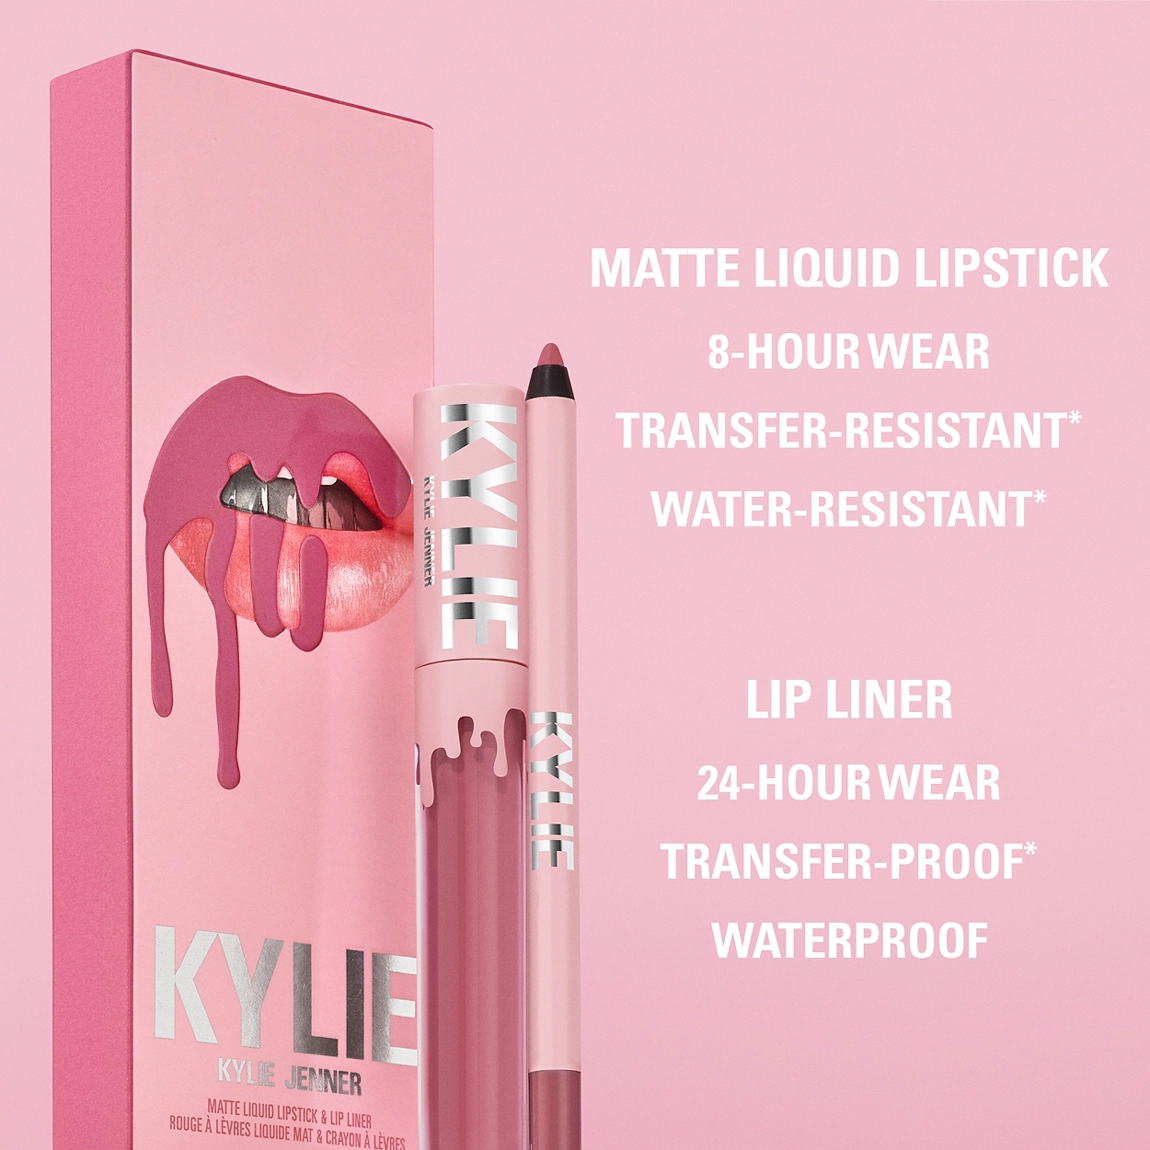 MATTE LIQUID LIPSTICK
8-HOUR WEAR
TRANSFER-RESISTANT*
WATER-RESISTANT*
LIP LINER
24-HOUR WEAR
TRANSFER-PROOF*
WATERPROOF
KYLIE
KYLIE JENNER
KYLIE
KYLIE
KYLIE JENNER
MATTE LIQUID LIPSTICK & LIP LINER
ROUGE À LÈVRES LIQUIDE MAT & CRAYON À LÈVRES